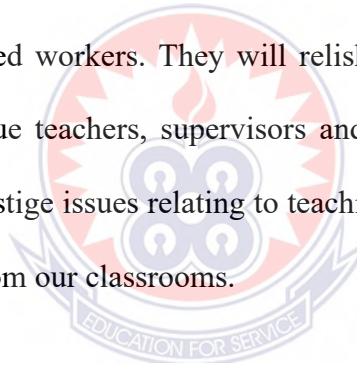 ed workers. They will relish
ue teachers, supervisors and
stige issues relating to teachi
om our classrooms.
EDUCATION FOR SERVICE